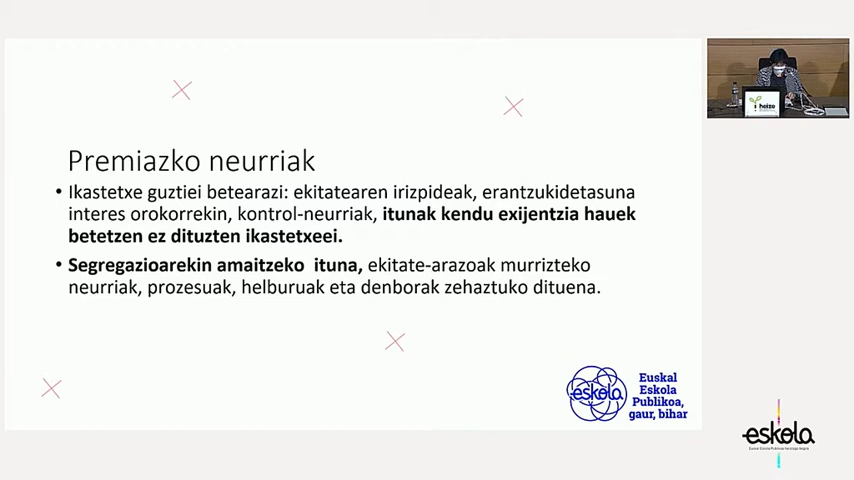 Premiazko neurriak
• Ikastetxe guztiei betearazi: ekitatearen irizpideak, erantzukidetasuna
interes orokorrekin, kontrol-neurriak, itunak kendu exijentzia hauek
betetzen ez dituzten ikastetxeei.
• Segregazioarekin amaitzeko ituna, ekitate-arazoak murrizteko
neurriak, prozesuak, helburuak eta denborak zehaztuko dituena.
eskola
Euskal
Eskola
Publikoa,
gaur, bihar
heize
eskola